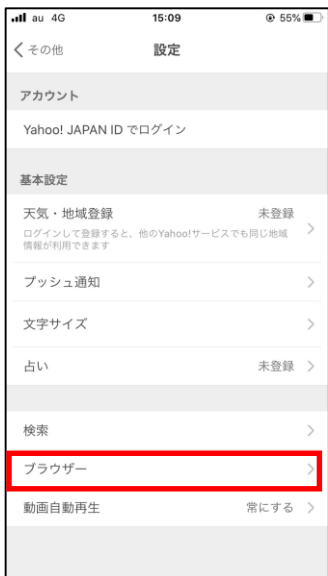 au 4G 15:09 55%
その他 設定
アカウント
Yahoo! JAPAN ID でログイン
基本設定
天気・地域登録 未登録
ログインして登録すると、他のYahoo!サービスでも同じ地域
情報が利用できます
プッシュ通知
文字サイズ
占い 未登録
検索
ブラウザー
動画自動再生 常にする